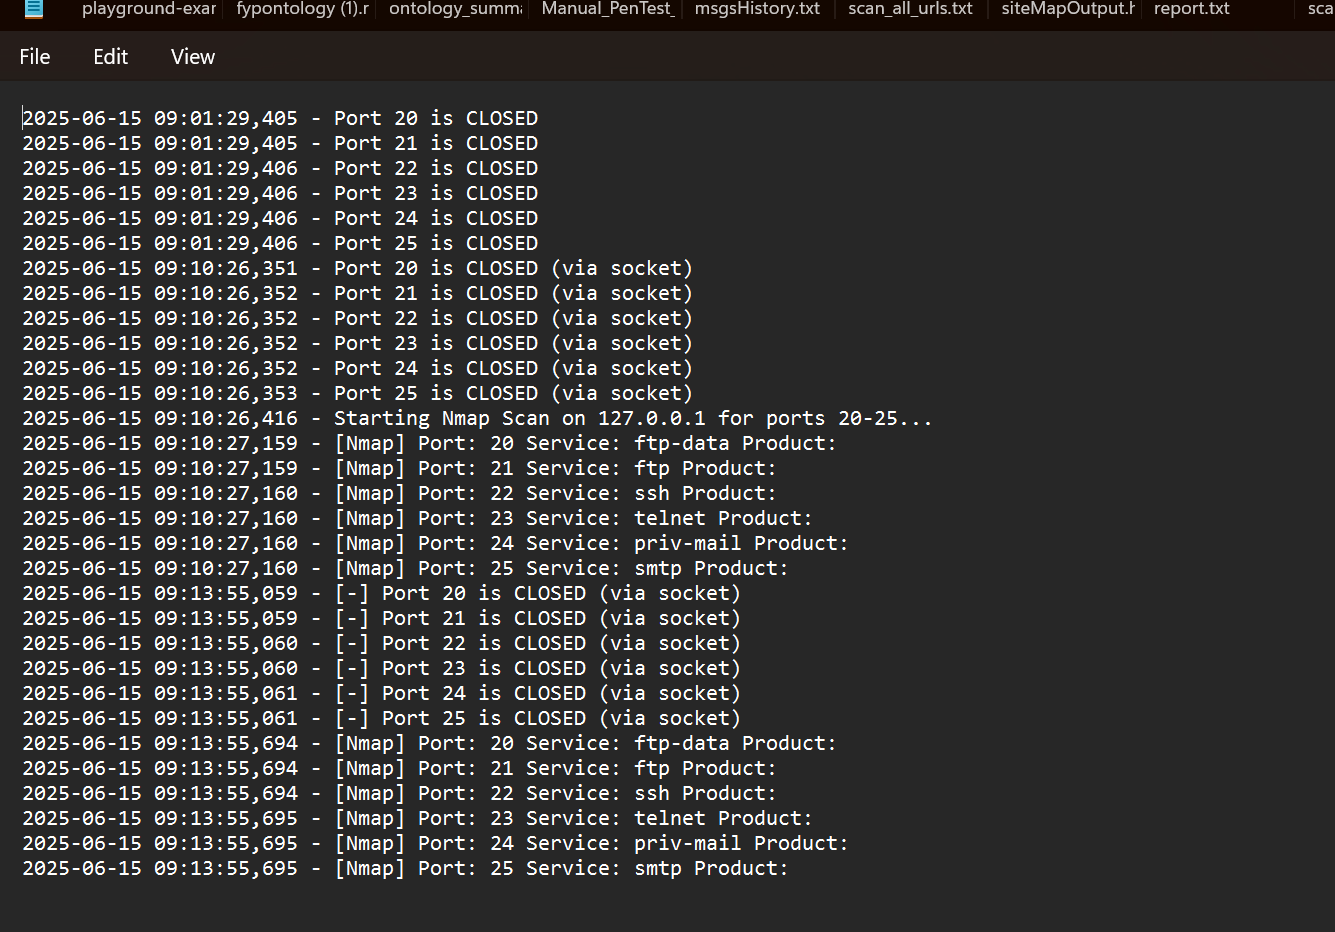 playground-exar fypontology (1).r ontology_summa Manual_PenTest_ msgsHistory.txt scan_all_urls.txt siteMapOutput.h report.txt sca
File Edit View
2025-06-15 09:01:29,405 - Port 20 is CLOSED
2025-06-15 09:01:29,405 - Port 21 is CLOSED
2025-06-15 09:01:29,406 - Port 22 is CLOSED
2025-06-15 09:01:29,406 - Port 23 is CLOSED
2025-06-15 09:01:29,406 - Port 24 is CLOSED
2025-06-15 09:01:29,406 - Port 25 is CLOSED
2025-06-15 09:10:26,351 - Port 20 is CLOSED (via socket)
2025-06-15 09:10:26,352 - Port 21 is CLOSED (via socket)
2025-06-15 09:10:26,352 - Port 22 is CLOSED (via socket)
2025-06-15 09:10:26,352 - Port 23 is CLOSED (via socket)
2025-06-15 09:10:26,352 - Port 24 is CLOSED (via socket)
2025-06-15 09:10:26,353 - Port 25 is CLOSED (via socket)
2025-06-15 09:10:26,416 - Starting Nmap Scan on 127.0.0.1 for ports 20-25...
2025-06-15 09:10:27,159 - [Nmap] Port: 20 Service: ftp-data Product:
2025-06-15 09:10:27,159 - [Nmap] Port: 21 Service: ftp Product:
2025-06-15 09:10:27,160 - [Nmap] Port: 22 Service: ssh Product:
2025-06-15 09:10:27,160 - [Nmap] Port: 23 Service: telnet Product:
2025-06-15 09:10:27,160 - [Nmap] Port: 24 Service: priv-mail Product:
2025-06-15 09:10:27,160 - [Nmap] Port: 25 Service: smtp Product:
2025-06-15 09:13:55,059 - [-] Port 20 is CLOSED (via socket)
2025-06-15 09:13:55,059 - [-] Port 21 is CLOSED (via socket)
2025-06-15 09:13:55,060 - [-] Port 22 is CLOSED (via socket)
2025-06-15 09:13:55,060 - [-] Port 23 is CLOSED (via socket)
2025-06-15 09:13:55,061 - [-] Port 24 is CLOSED (via socket)
2025-06-15 09:13:55,061 - [-] Port 25 is CLOSED (via socket)
2025-06-15 09:13:55,694 - [Nmap] Port: 20 Service: ftp-data Product:
2025-06-15 09:13:55,694 - [Nmap] Port: 21 Service: ftp Product:
2025-06-15 09:13:55,694 - [Nmap] Port: 22 Service: ssh Product:
2025-06-15 09:13:55,695 - [Nmap] Port: 23 Service: telnet Product:
2025-06-15 09:13:55,695 - [Nmap] Port: 24 Service: priv-mail Product:
2025-06-15 09:13:55,695 - [Nmap] Port: 25 Service: smtp Product: